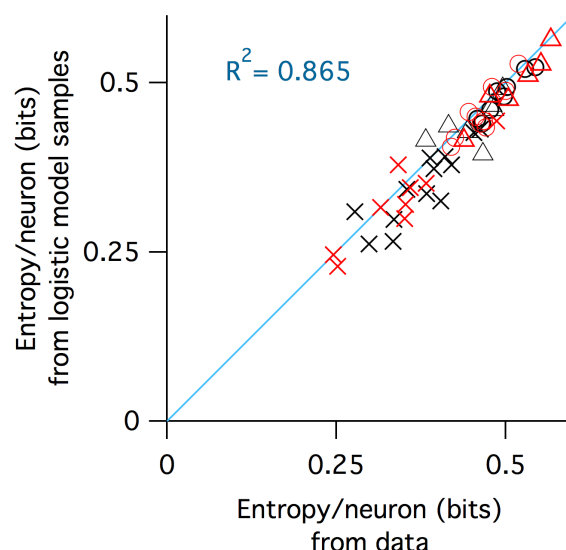 R²= 0.865
Entropy/neuron (bits)
from logistic model samples
0.5
0.25
0
0
0.25
0.5
Entropy/neuron (bits)
from data